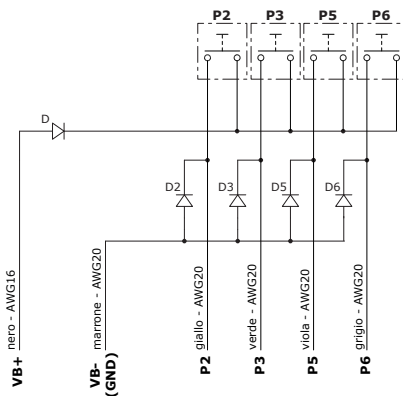 P2 P3 P5 P6
D
D2 D3 D5 D6
nero - AWG16
marrone - AWG20
giallo - AWG20
verde - AWG20
viola - AWG20
grigio - AWG20
VB+
VB-
(GND)
P2
P3
P5
P6